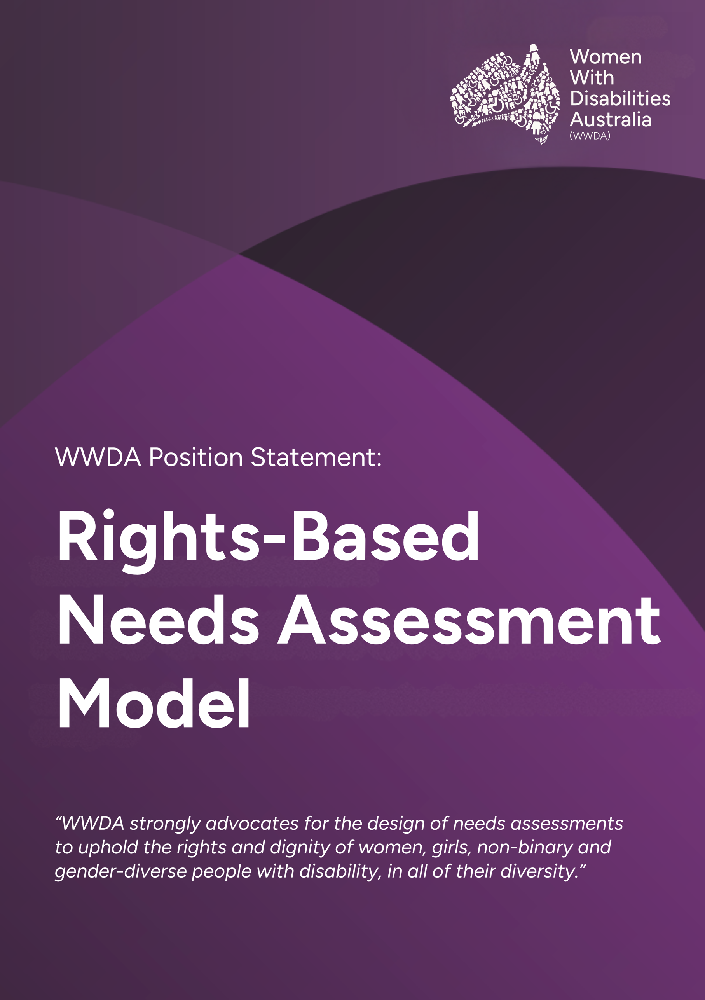 Women
With
Disabilities
Australia
(WWDA)
WWDA Position Statement:
Rights-Based
Needs Assessment
Model
“WWDA strongly advocates for the design of needs assessments
to uphold the rights and dignity of women, girls, non-binary and
gender-diverse people with disability, in all of their diversity.”